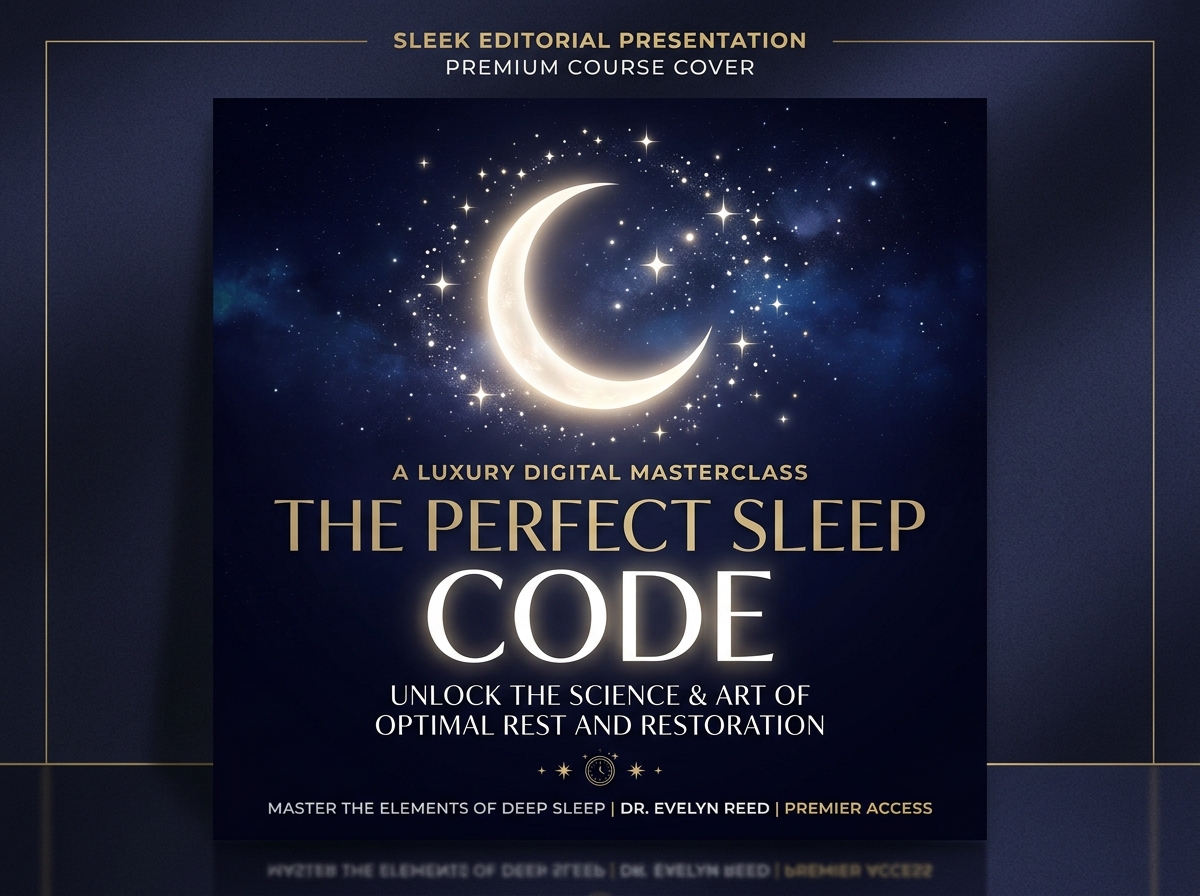 SLEEK EDITORIAL PRESENTATION
PREMIUM COURSE COVER
A LUXURY DIGITAL MASTERCLASS
THE PERFECT SLEEP
CODE
UNLOCK THE SCIENCE & ART OF
OPTIMAL REST AND RESTORATION
MASTER THE ELEMENTS OF DEEP SLEEP | DR. EVELYN REED | PREMIER ACCESS